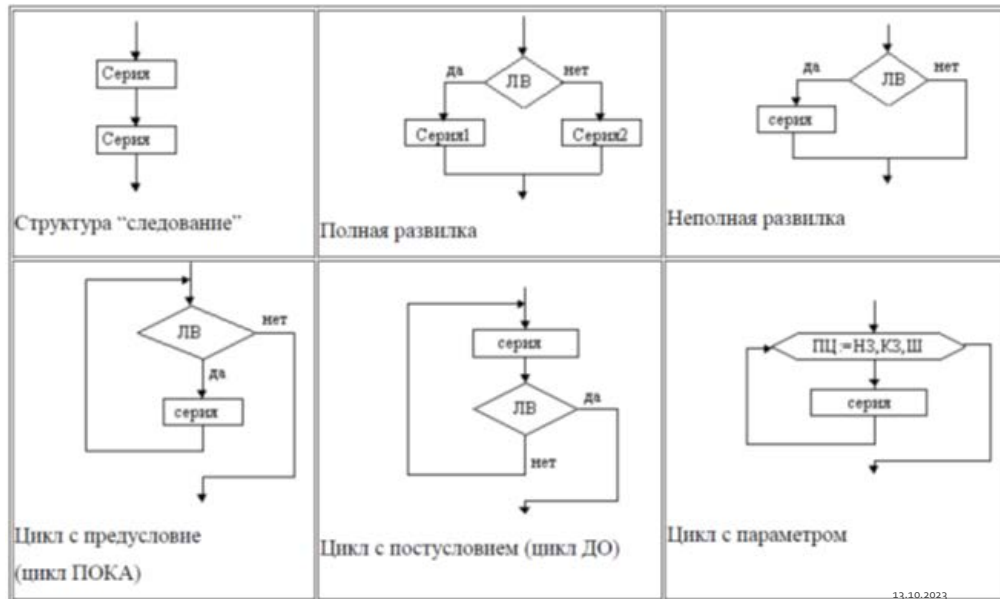 Серия
Серия
Структура “следование”
да
ЛВ
нет
Серия1
Серия2
Полная развилка
да
ЛВ
нет
серия
Неполная развилка
ЛВ
нет
да
серия
Цикл с предусловие
(цикл ПОКА)
серия
ЛВ
да
нет
Цикл с постусловием (цикл ДО)
ПЦ:=НЗ,КЗ,Ш
серия
Цикл с параметром
13.10.2023